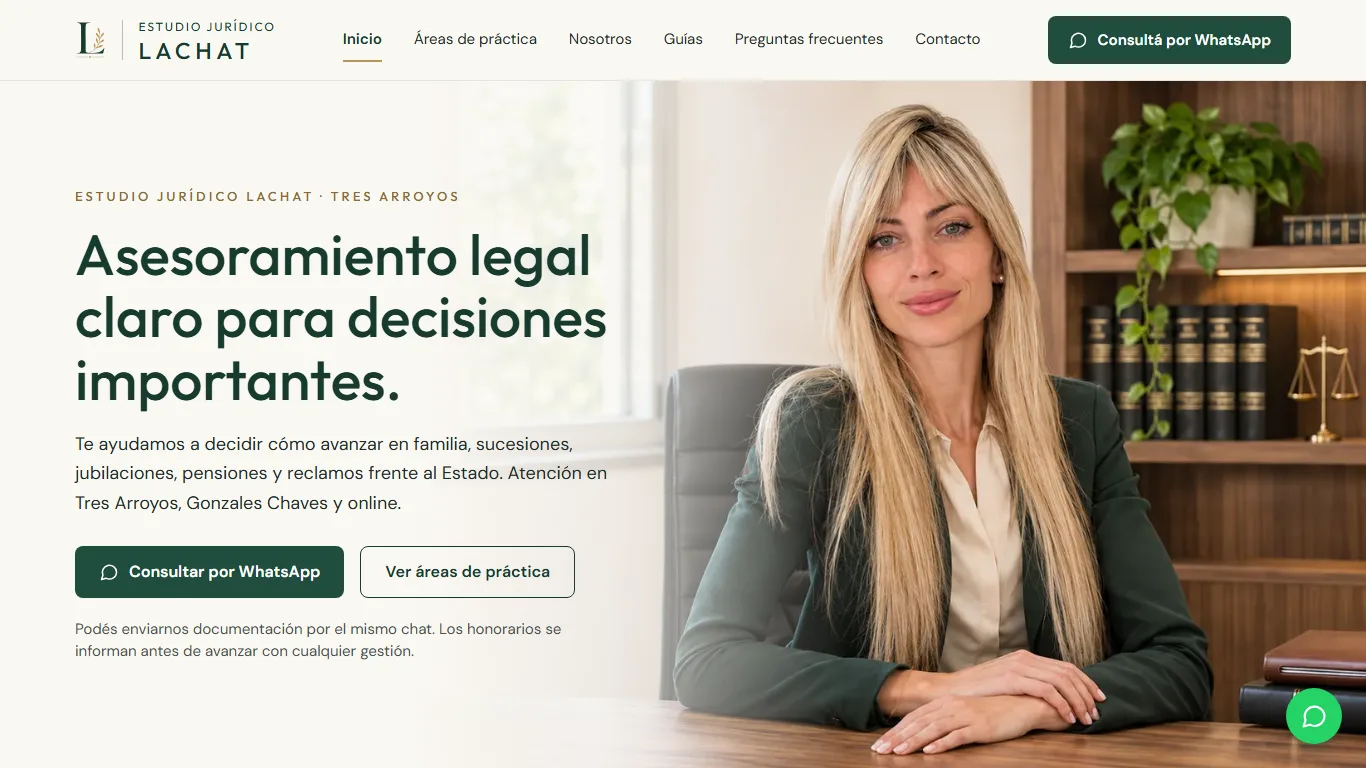 L
ESTUDIO JURÍDICO
LACHAT
Inicio
Áreas de práctica
Nosotros
Guías
Preguntas frecuentes
Contacto
Consultá por WhatsApp
ESTUDIO JURÍDICO LACHAT · TRES ARROYOS
Asesoramiento legal
claro para decisiones
importantes.
Te ayudamos a decidir cómo avanzar en familia, sucesiones,
jubilaciones, pensiones y reclamos frente al Estado. Atención en
Tres Arroyos, Gonzales Chaves y online.
Consultar por WhatsApp
Ver áreas de práctica
Podés enviarnos documentación por el mismo chat. Los honorarios se
informan antes de avanzar con cualquier gestión.